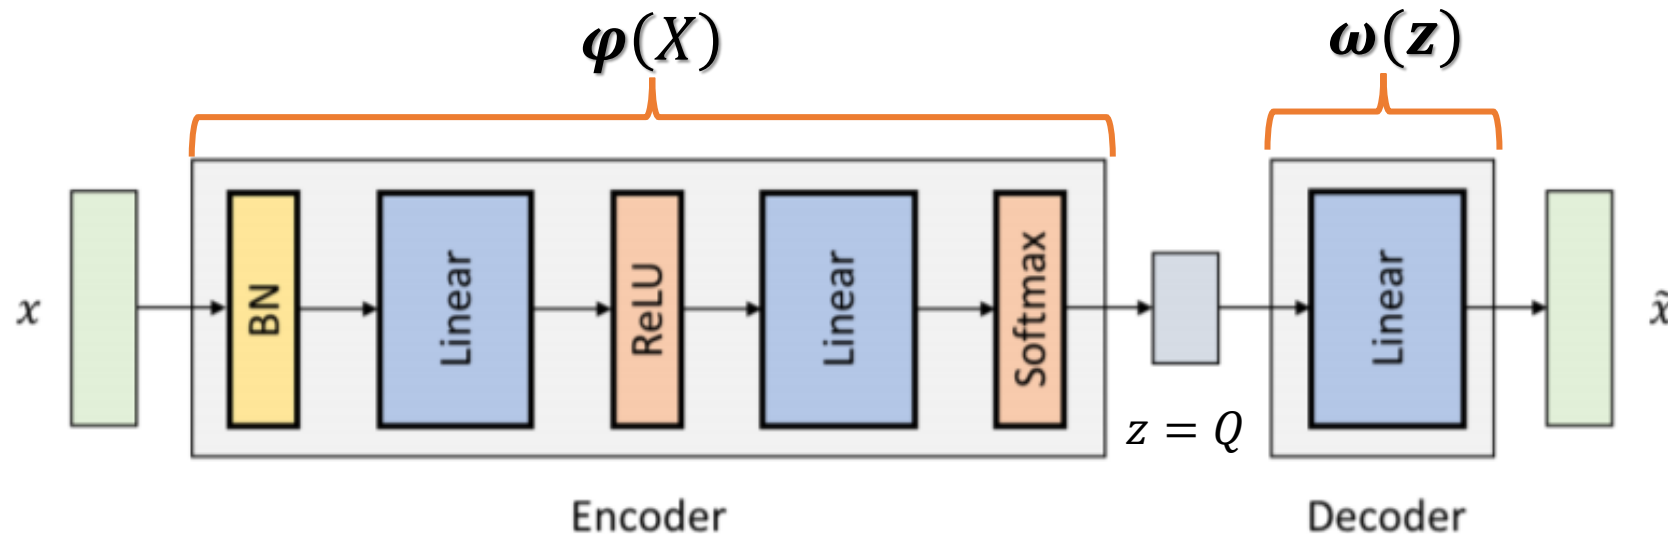 φ(X)
ω(z)
x
BN
Linear
ReLU
Linear
Softmax
z = Q
Linear
x̃
Encoder
Decoder